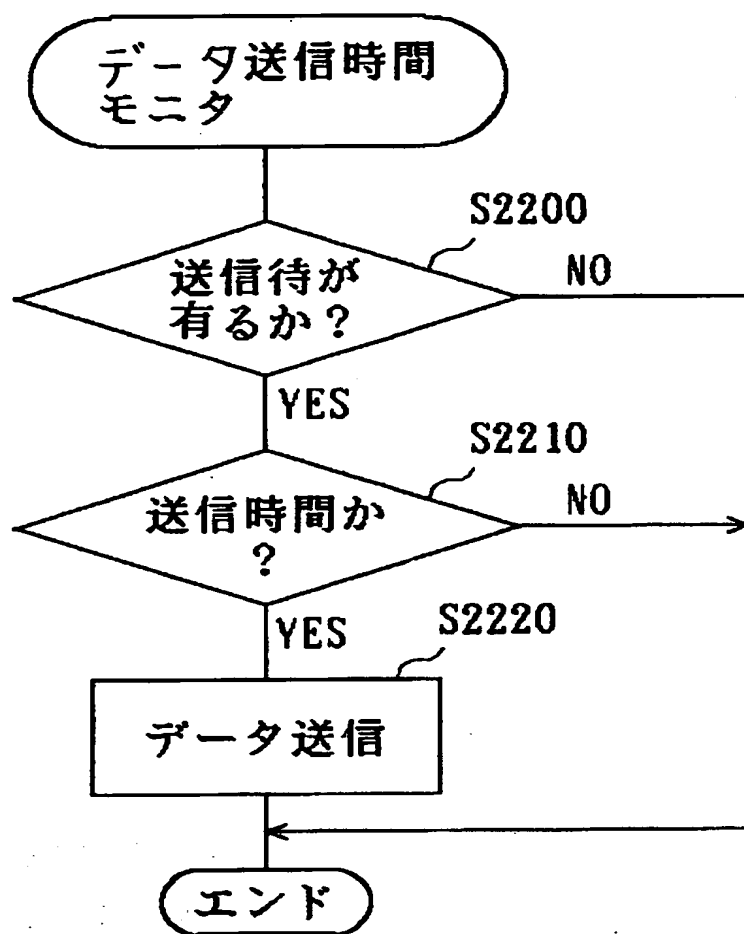 データ送信時間
モニタ
S2200
送信待が
有るか？
NO
YES
S2210
送信時間か
？
NO
YES
S2220
データ送信
エンド